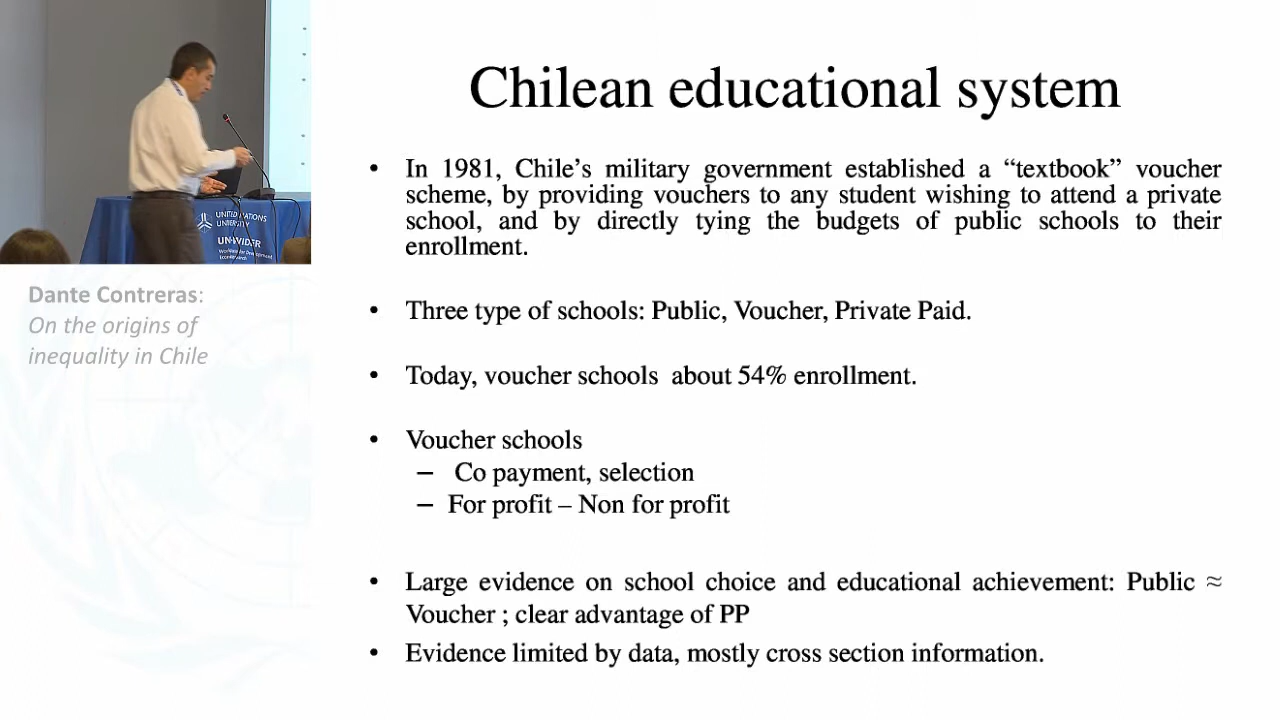 Chilean educational system
• In 1981, Chile’s military government established a “textbook” voucher
scheme, by providing vouchers to any student wishing to attend a private
school, and by directly tying the budgets of public schools to their
enrollment.
• Three type of schools: Public, Voucher, Private Paid.
• Today, voucher schools about 54% enrollment.
• Voucher schools
– Co payment, selection
– For profit – Non for profit
• Large evidence on school choice and educational achievement: Public ≈
Voucher ; clear advantage of PP
• Evidence limited by data, mostly cross section information.
UNITED NATIONS
UNIVERSITY
UNU-WIDER
Dante Contreras:
On the origins of
inequality in Chile